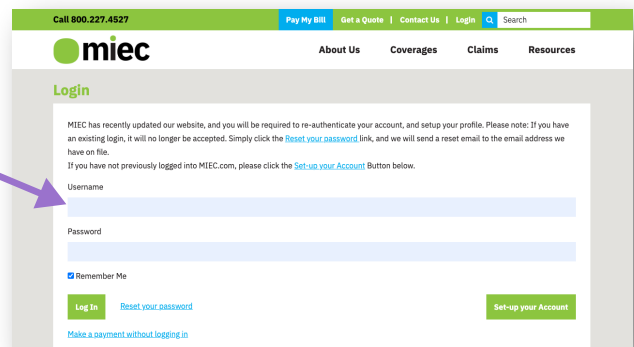 Call 800.227.4527 Pay My Bill Get a Quote | Contact Us | Login Search
miec About Us Coverages Claims Resources
Login
MIEC has recently updated our website, and you will be required to re-authenticate your account, and setup your profile. Please note: If you have
an existing login, it will no longer be accepted. Simply click the Reset your password link, and we will send a reset email to the email address we
have on file.
If you have not previously logged into MIEC.com, please click the Set-up your Account Button below.
Username
Password
Remember Me
Log In Reset your password Set-up your Account
Make a payment without logging in